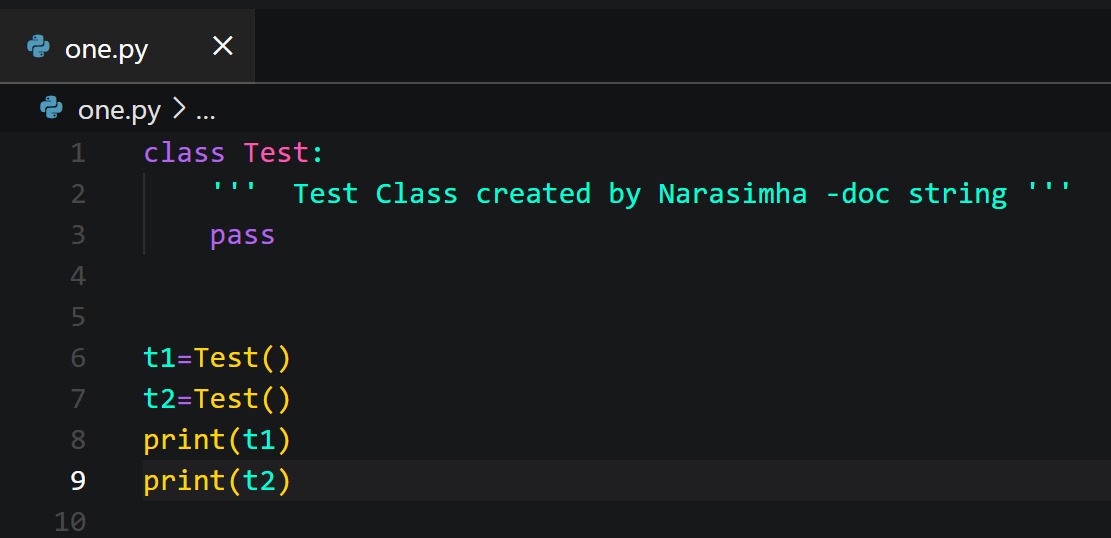 one.py ×
one.py > ...
1 class Test:
2     '''  Test Class created by Narasimha -doc string '''
3     pass
4
5
6 t1=Test()
7 t2=Test()
8 print(t1)
9 print(t2)
10